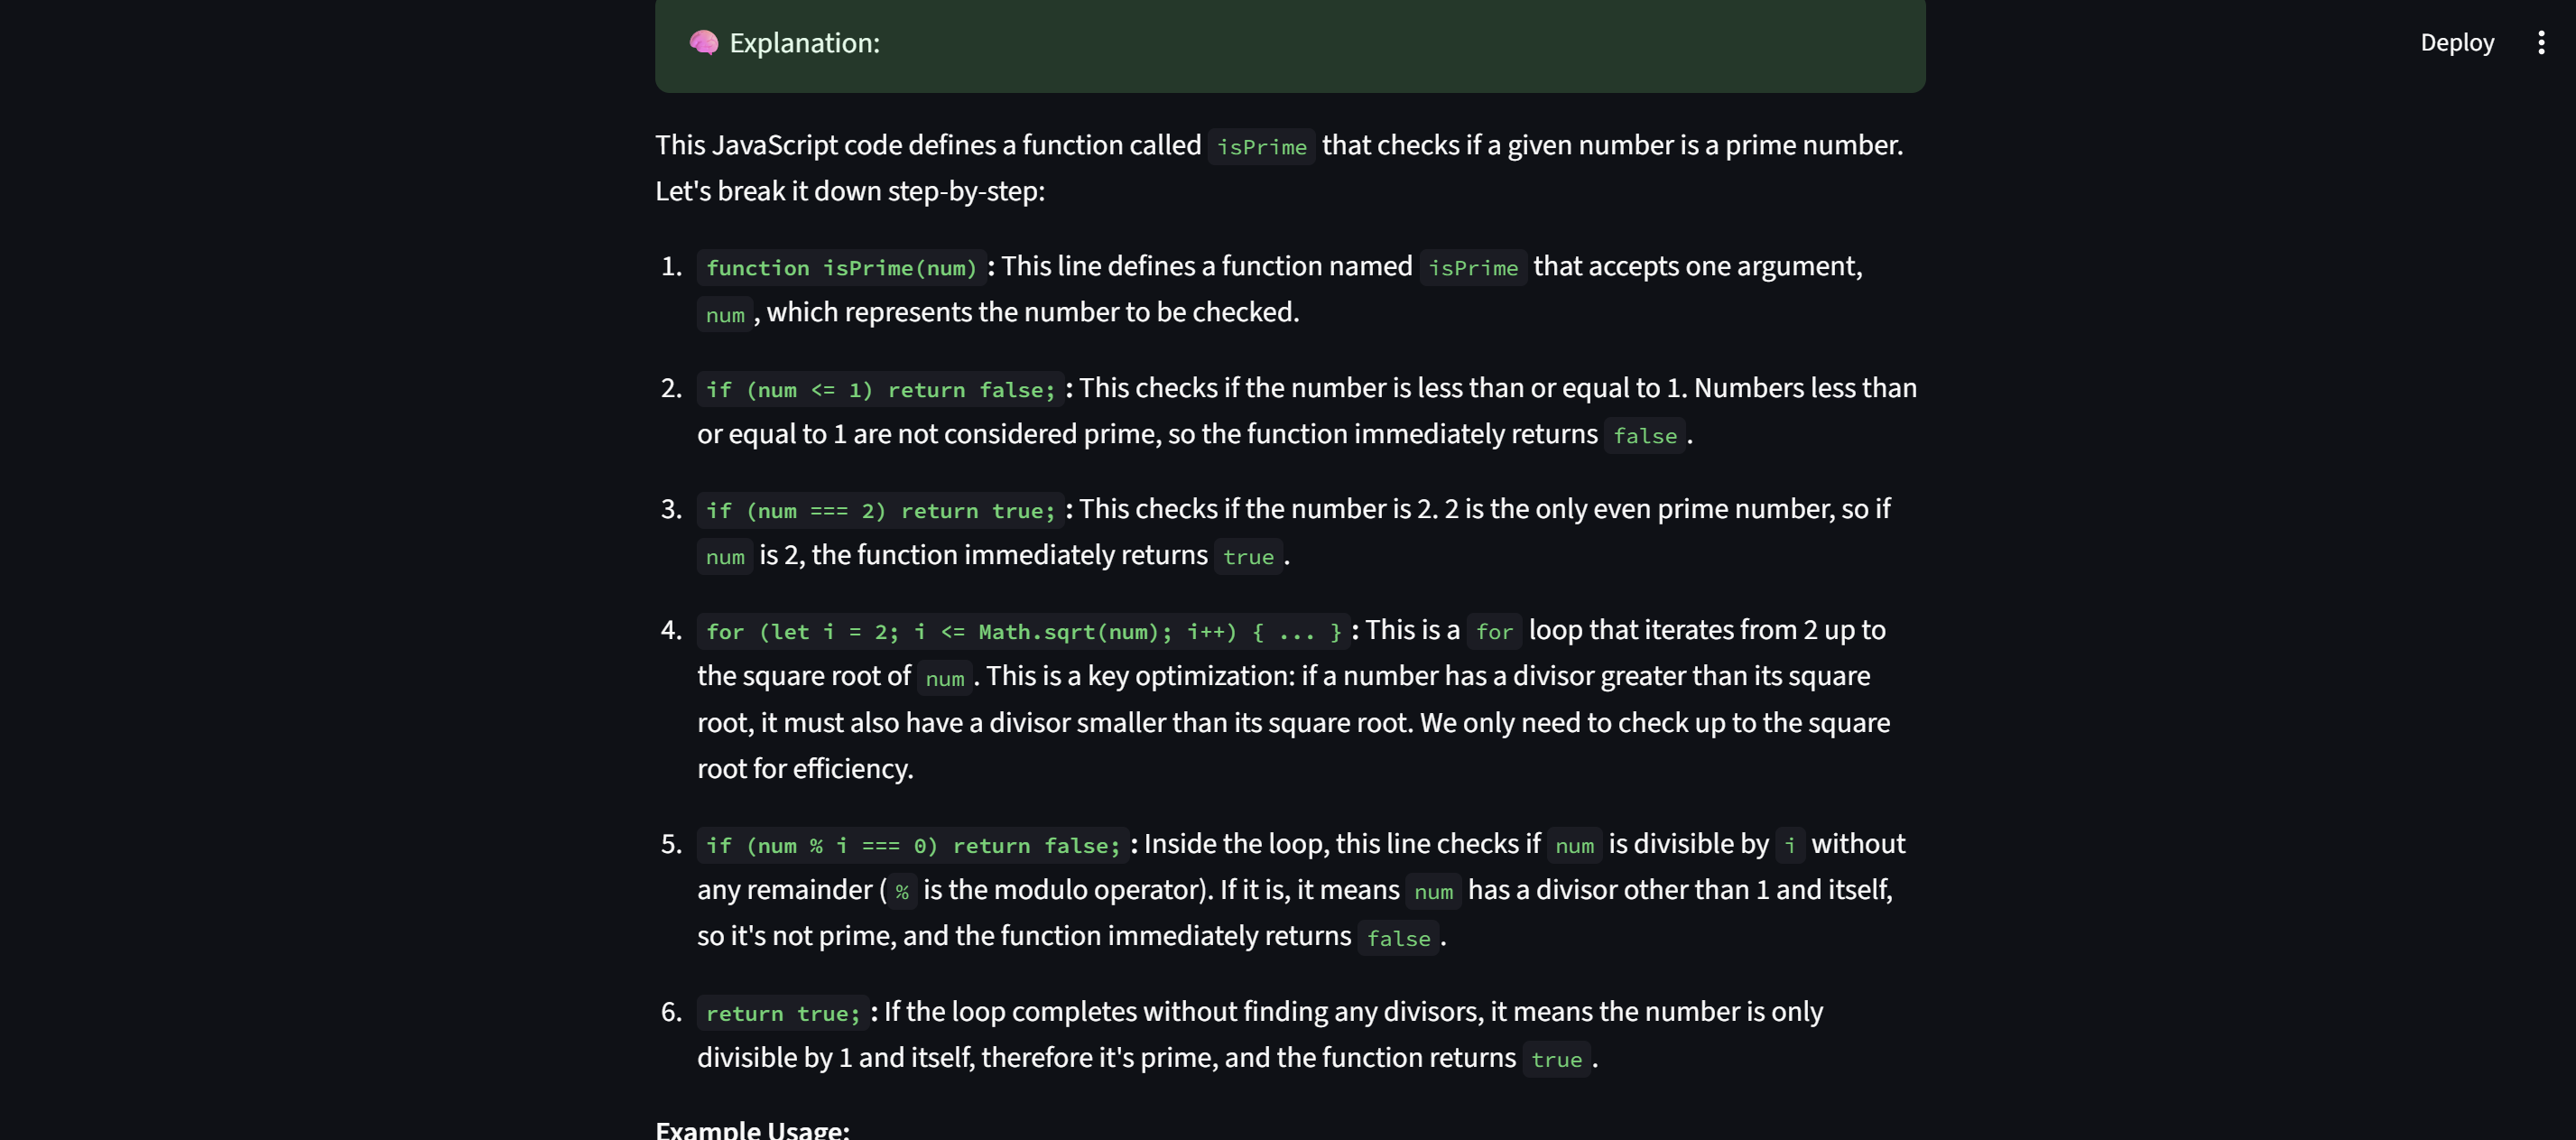 🧠 Explanation:
Deploy
This JavaScript code defines a function called isPrime that checks if a given number is a prime number.
Let's break it down step-by-step:
1. function isPrime(num) : This line defines a function named isPrime that accepts one argument,
num , which represents the number to be checked.
2. if (num <= 1) return false; : This checks if the number is less than or equal to 1. Numbers less than
or equal to 1 are not considered prime, so the function immediately returns false .
3. if (num === 2) return true; : This checks if the number is 2. 2 is the only even prime number, so if
num is 2, the function immediately returns true .
4. for (let i = 2; i <= Math.sqrt(num); i++) { ... } : This is a for loop that iterates from 2 up to
the square root of num . This is a key optimization: if a number has a divisor greater than its square
root, it must also have a divisor smaller than its square root. We only need to check up to the square
root for efficiency.
5. if (num % i === 0) return false; : Inside the loop, this line checks if num is divisible by i without
any remainder ( % is the modulo operator). If it is, it means num has a divisor other than 1 and itself,
so it's not prime, and the function immediately returns false .
6. return true; : If the loop completes without finding any divisors, it means the number is only
divisible by 1 and itself, therefore it's prime, and the function returns true .
Example Usage: